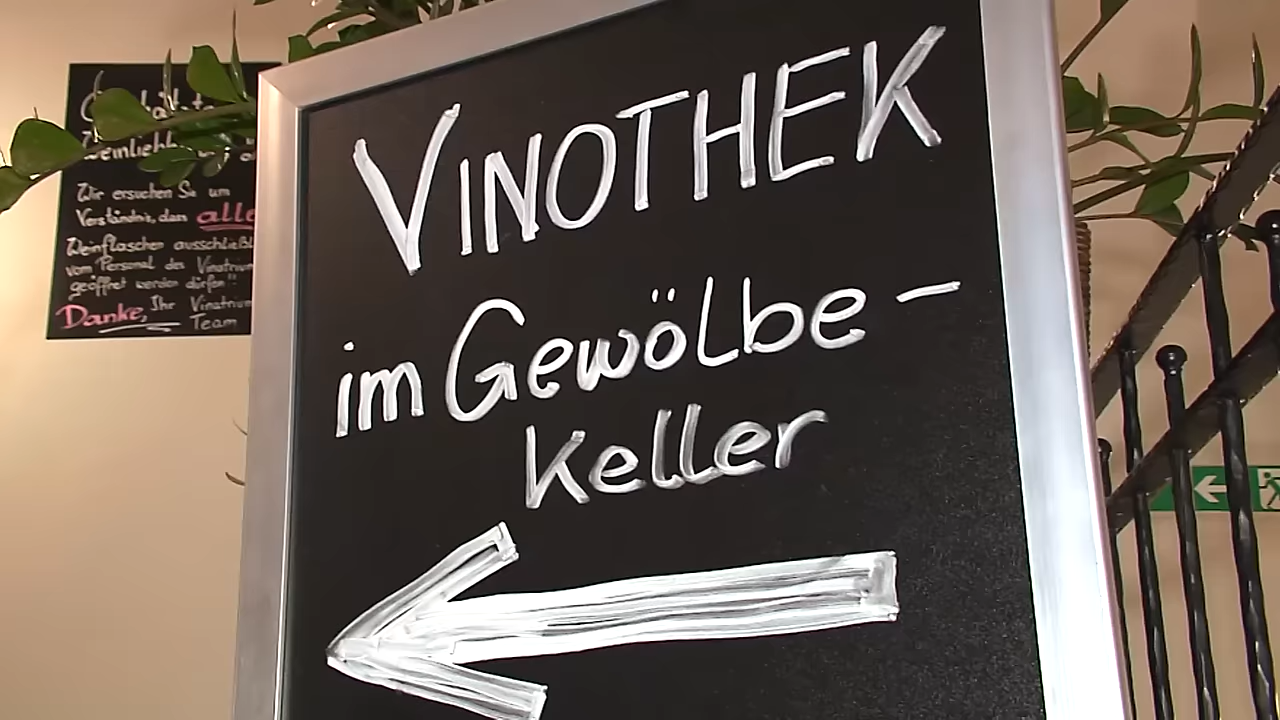 VINOTHEK
im Gewölbe-
Keller
Wir ersuchen Sie um
Verständnis, dass alle
Weinflaschen ausschließl
vom Personal des Vinatrium
geöffnet werden dürfen!!
Danke, Ihr Vinatrium
Team